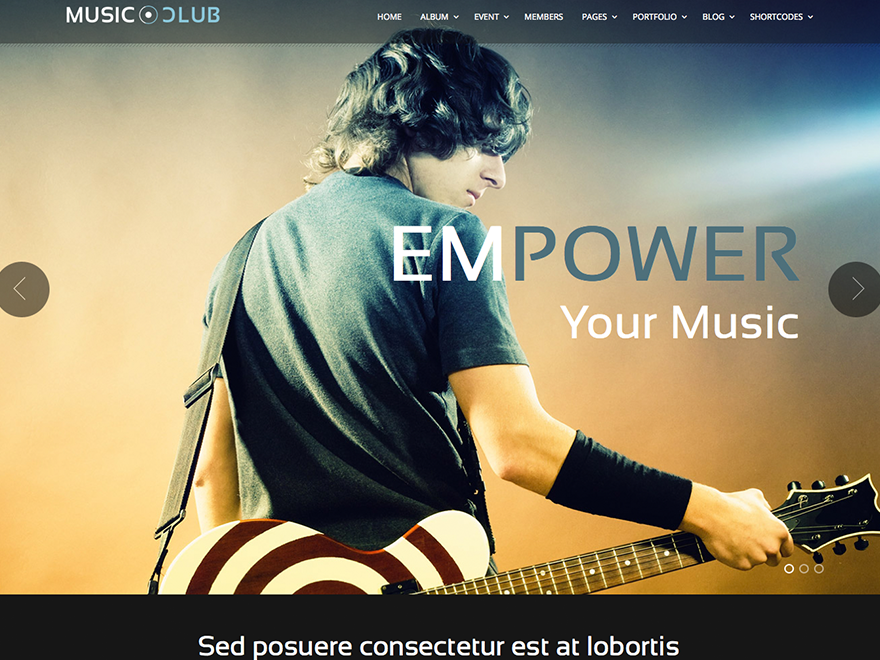 MUSIC CLUB
HOME ALBUM EVENT MEMBERS PAGES PORTFOLIO BLOG SHORTCODES
EMPOWER
Your Music
Sed posuere consectetur est at lobortis